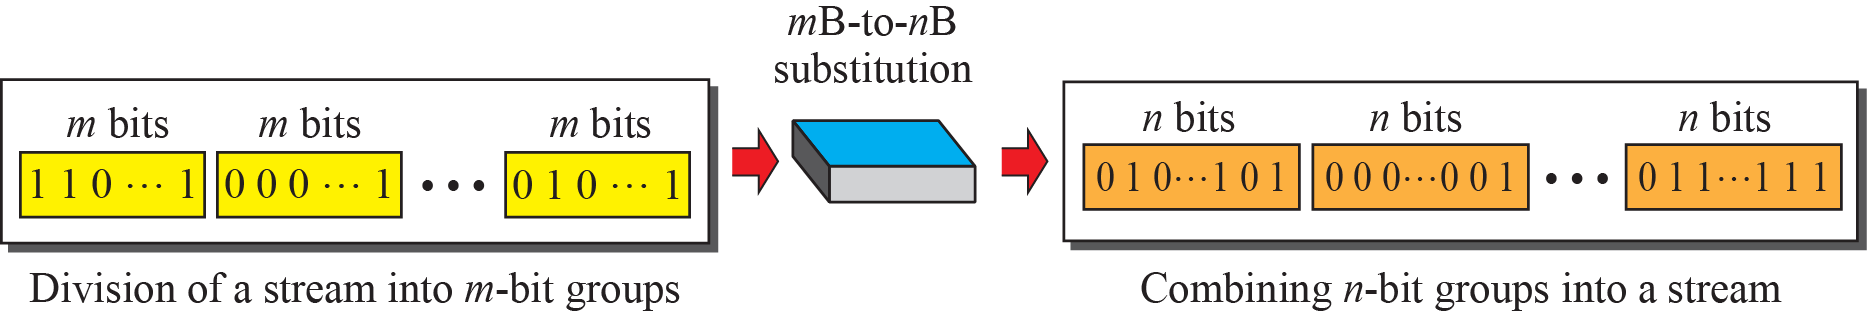 mB-to-nB
substitution
m bits m bits m bits
1 1 0 ··· 1 0 0 0 ··· 1 • • • 0 1 0 ··· 1
Division of a stream into m-bit groups
n bits n bits n bits
0 1 0···1 0 1 0 0 0···0 0 1 • • • 0 1 1···1 1 1
Combining n-bit groups into a stream